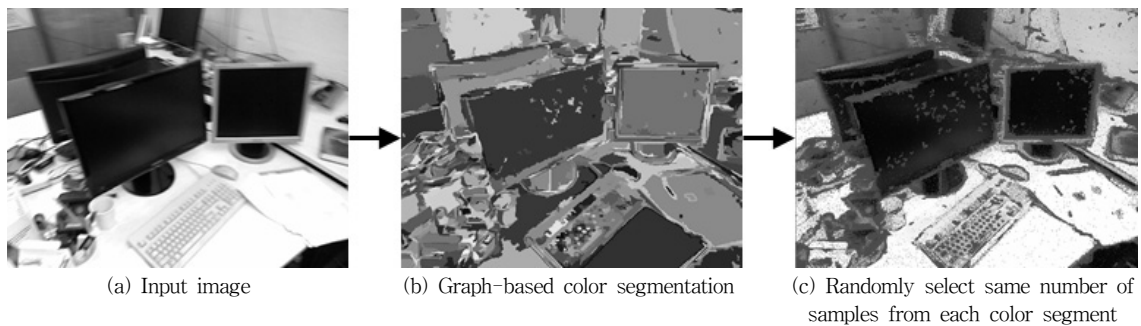 (a) Input image
(b) Graph-based color segmentation
(c) Randomly select same number of
samples from each color segment